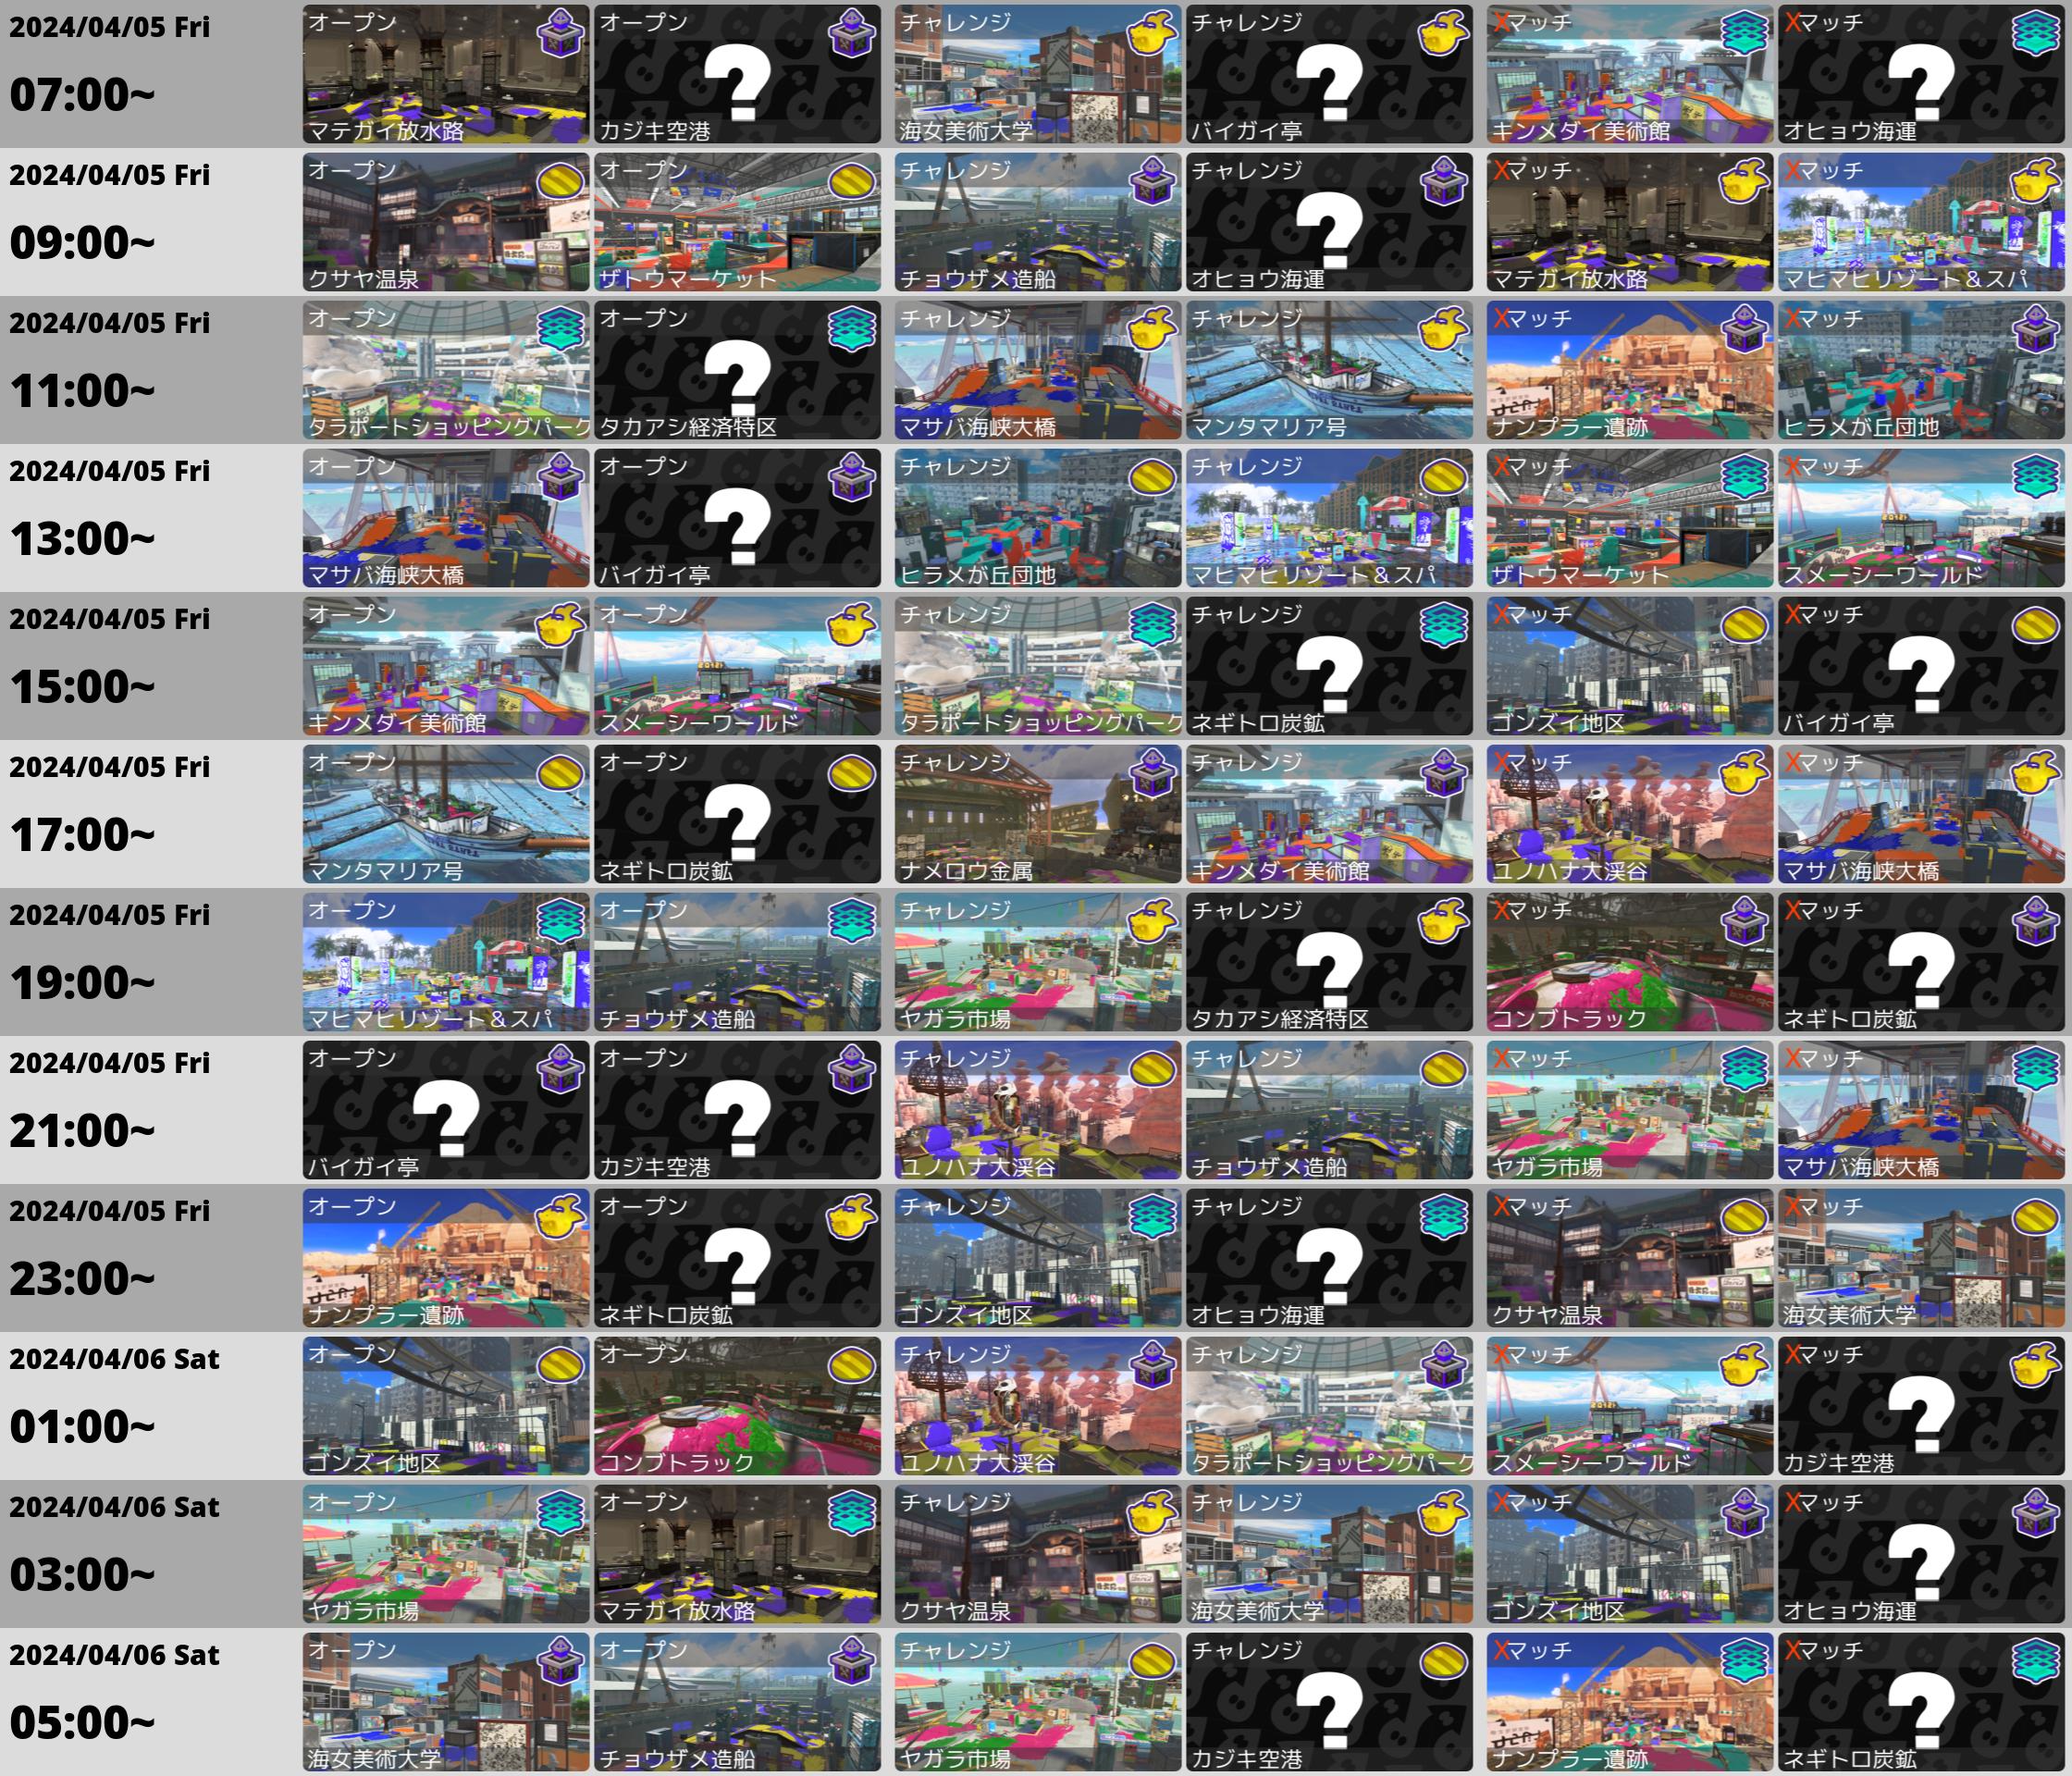 2024/04/05 Fri
07:00~
オープン
マテガイ放水路
オープン
カジキ空港
チャレンジ
海女美術大学
チャレンジ
バイガイ亭
Xマッチ
キンメダイ美術館
Xマッチ
オヒョウ海運
2024/04/05 Fri
09:00~
オープン
クサヤ温泉
オープン
ザトウマーケット
チャレンジ
チョウザメ造船
チャレンジ
オヒョウ海運
Xマッチ
マテガイ放水路
Xマッチ
マヒマヒリゾート&スパ
2024/04/05 Fri
11:00~
オープン
タラポートショッピングパーク
オープン
タカアシ経済特区
チャレンジ
マサバ海峡大橋
チャレンジ
マンタマリア号
Xマッチ
ナンプラー遺跡
Xマッチ
ヒラメが丘団地
2024/04/05 Fri
13:00~
オープン
マサバ海峡大橋
オープン
バイガイ亭
チャレンジ
ヒラメが丘団地
チャレンジ
マヒマヒリゾート&スパ
Xマッチ
ザトウマーケット
Xマッチ
スメーシーワールド
2024/04/05 Fri
15:00~
オープン
キンメダイ美術館
オープン
スメーシーワールド
チャレンジ
タラポートショッピングパーク
チャレンジ
ネギトロ炭鉱
Xマッチ
ゴンズイ地区
Xマッチ
バイガイ亭
2024/04/05 Fri
17:00~
オープン
マンタマリア号
オープン
ネギトロ炭鉱
チャレンジ
ナメロウ金属
チャレンジ
キンメダイ美術館
Xマッチ
ユノハナ大渓谷
Xマッチ
マサバ海峡大橋
2024/04/05 Fri
19:00~
オープン
マヒマヒリゾート&スパ
オープン
チョウザメ造船
チャレンジ
ヤガラ市場
チャレンジ
タカアシ経済特区
Xマッチ
コンブトラック
Xマッチ
ネギトロ炭鉱
2024/04/05 Fri
21:00~
オープン
バイガイ亭
オープン
カジキ空港
チャレンジ
ユノハナ大渓谷
チャレンジ
チョウザメ造船
Xマッチ
ヤガラ市場
Xマッチ
マサバ海峡大橋
2024/04/05 Fri
23:00~
オープン
ナンプラー遺跡
オープン
ネギトロ炭鉱
チャレンジ
ゴンズイ地区
チャレンジ
オヒョウ海運
Xマッチ
クサヤ温泉
Xマッチ
海女美術大学
2024/04/06 Sat
01:00~
オープン
ゴンズイ地区
オープン
コンブトラック
チャレンジ
ユノハナ大渓谷
チャレンジ
タラポートショッピングパーク
Xマッチ
スメーシーワールド
Xマッチ
カジキ空港
2024/04/06 Sat
03:00~
オープン
ヤガラ市場
オープン
マテガイ放水路
チャレンジ
クサヤ温泉
チャレンジ
海女美術大学
Xマッチ
ゴンズイ地区
Xマッチ
オヒョウ海運
2024/04/06 Sat
05:00~
オープン
海女美術大学
オープン
チョウザメ造船
チャレンジ
ヤガラ市場
チャレンジ
カジキ空港
Xマッチ
ナンプラー遺跡
Xマッチ
ネギトロ炭鉱